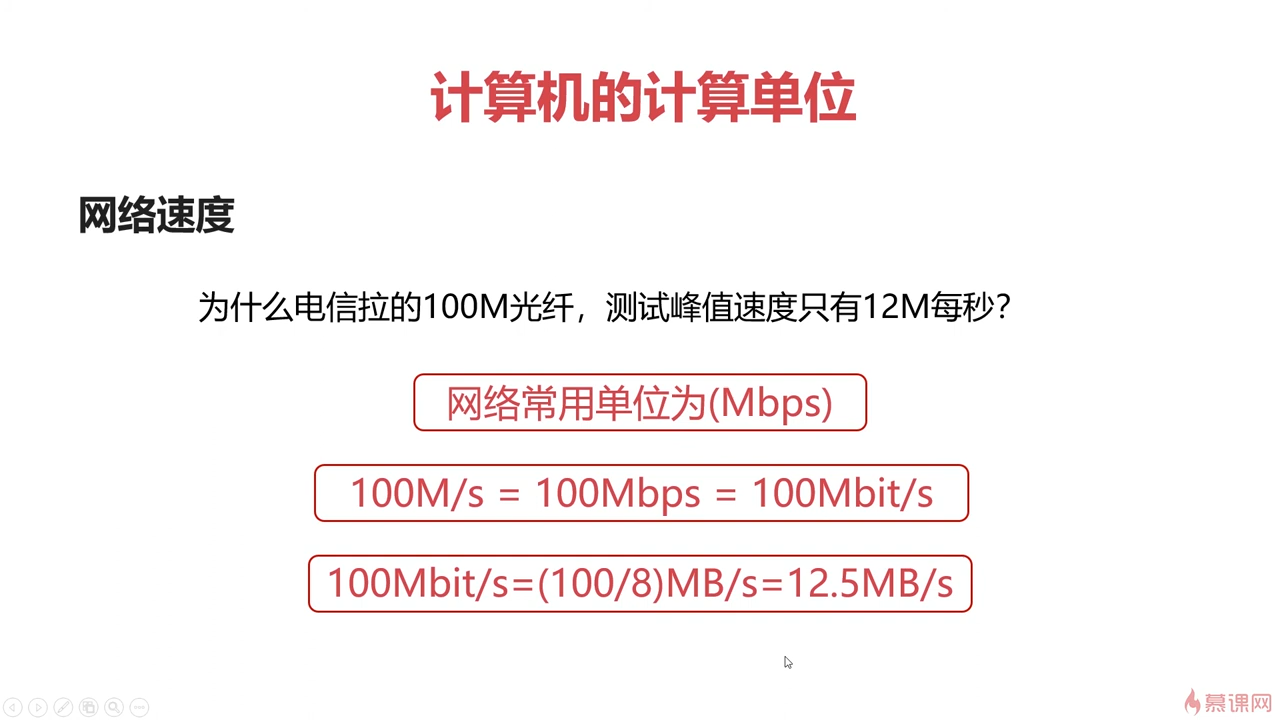 计算机的计算单位
网络速度
为什么电信拉的100M光纤，测试峰值速度只有12M每秒？
网络常用单位为(Mbps)
100M/s = 100Mbps = 100Mbit/s
100Mbit/s=(100/8)MB/s=12.5MB/s
慕课网